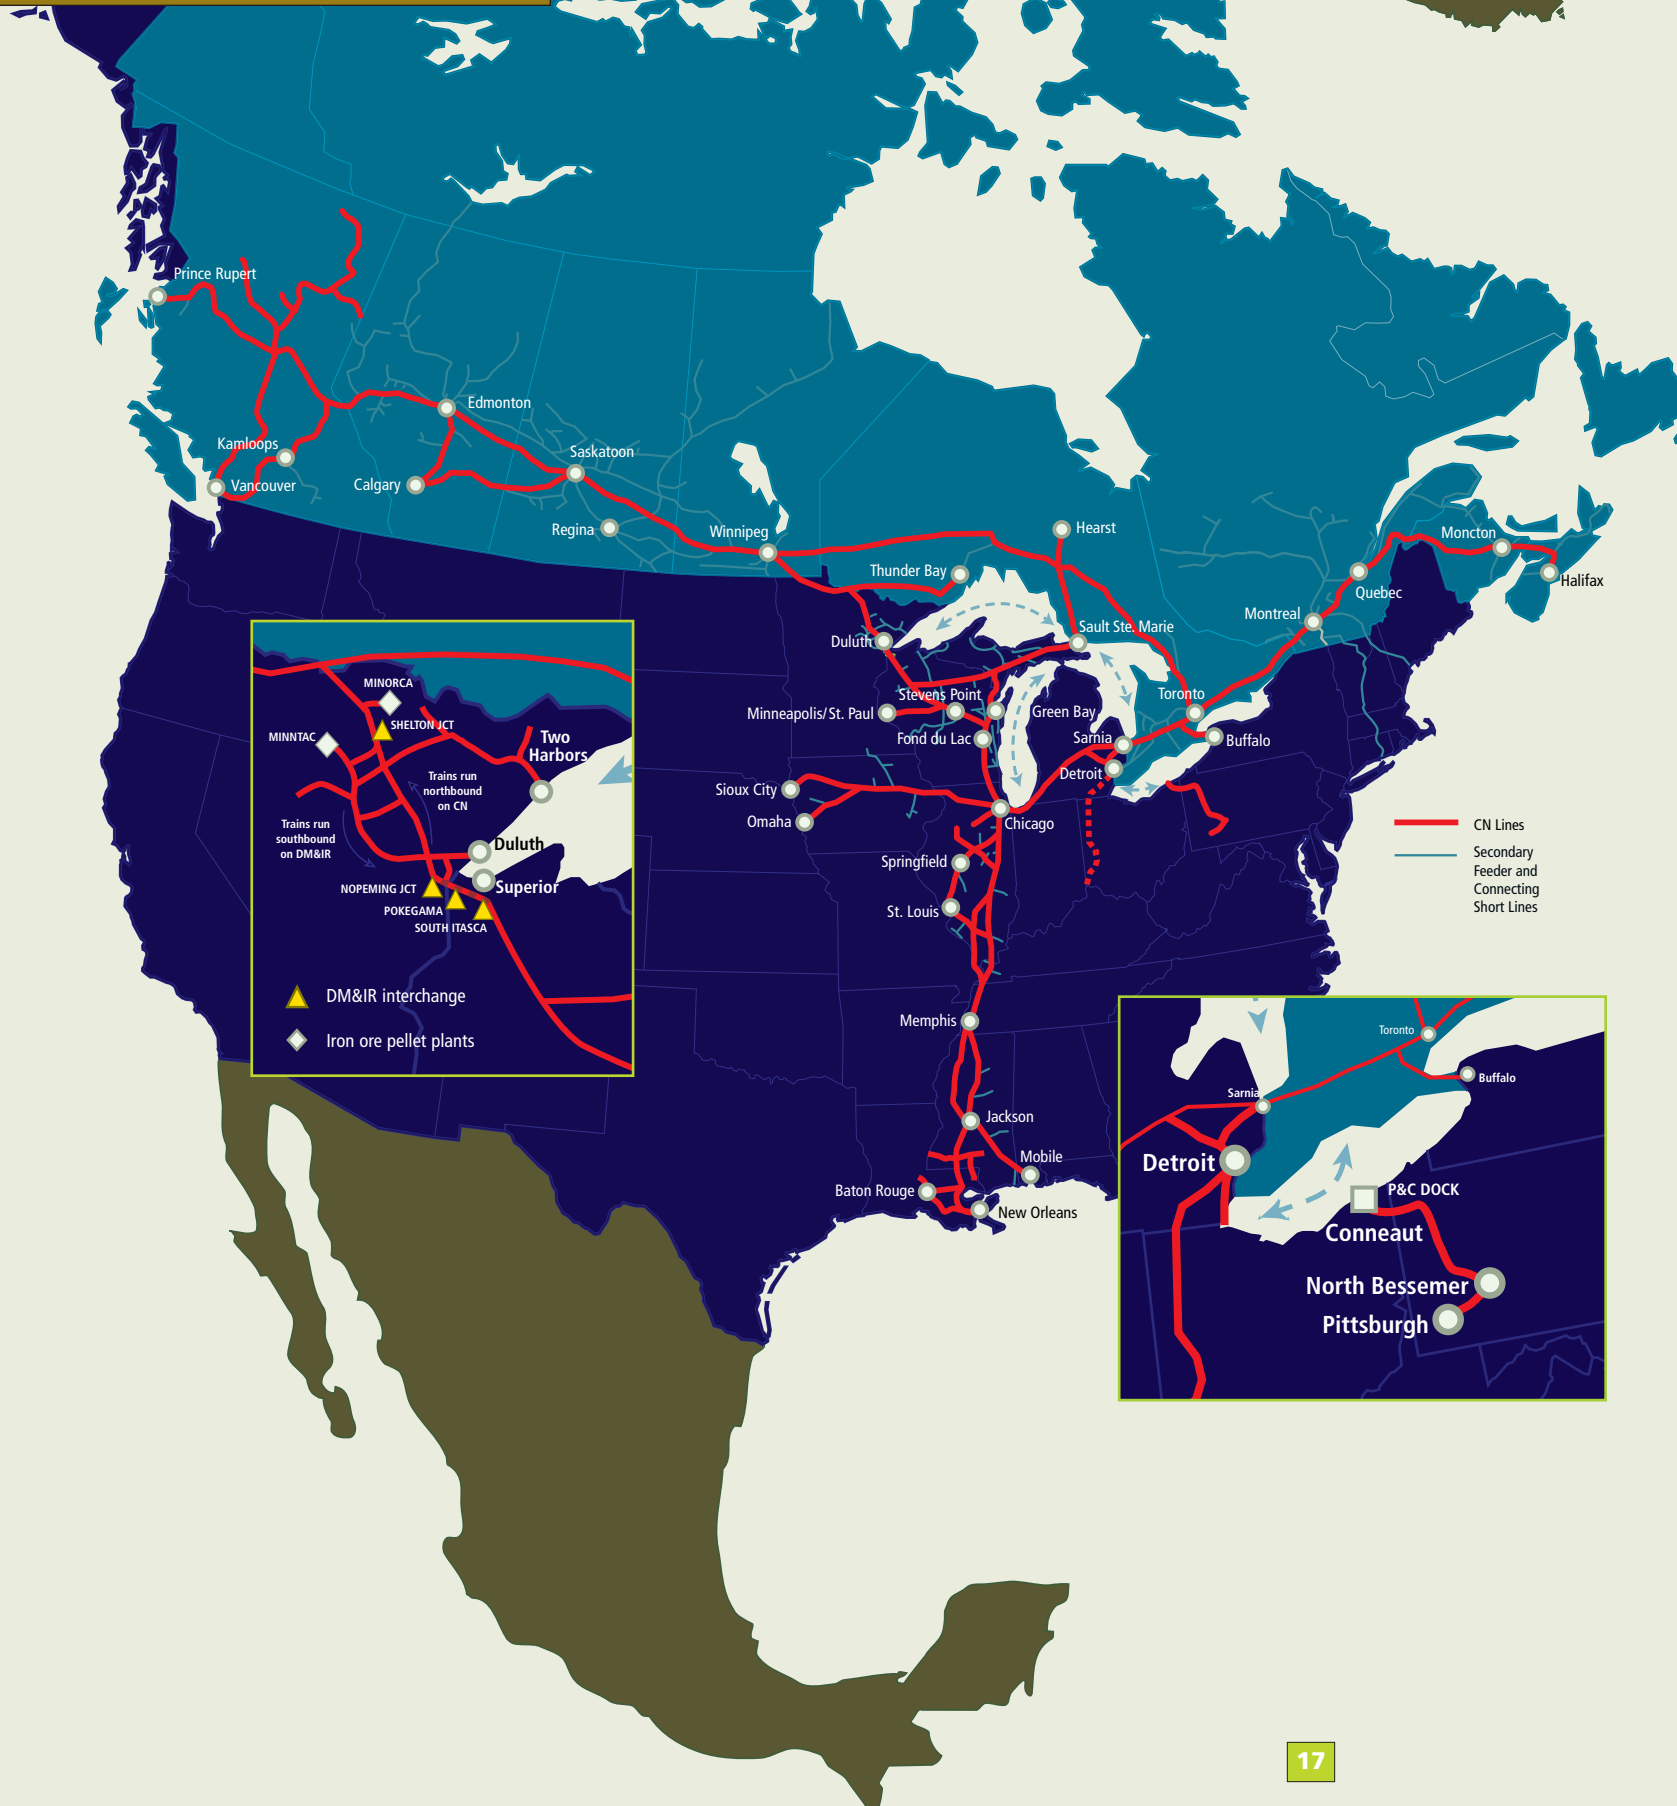 Prince Rupert
Edmonton
Kamloops
Saskatoon
Vancouver
Calgary
Regina
Winnipeg
Hearst
Moncton
Thunder Bay
Halifax
Quebec
Montreal
Sault Ste. Marie
Duluth
Stevens Point
Toronto
Minneapolis/St. Paul
Green Bay
Fond du Lac
Sarnia
Buffalo
Detroit
Sioux City
Omaha
Chicago
Springfield
St. Louis
Memphis
Jackson
Mobile
Baton Rouge
New Orleans
CN Lines
Secondary
Feeder and
Connecting
Short Lines
MINORCA
SHELTON JCT
MINNTAC
Two
Harbors
Trains run
northbound
on CN
Trains run
southbound
on DM&IR
Duluth
NOPEMING JCT
Superior
POKEGAMA
SOUTH ITASCA
DM&IR interchange
Iron ore pellet plants
Toronto
Buffalo
Sarnia
Detroit
P&C DOCK
Conneaut
North Bessemer
Pittsburgh
17